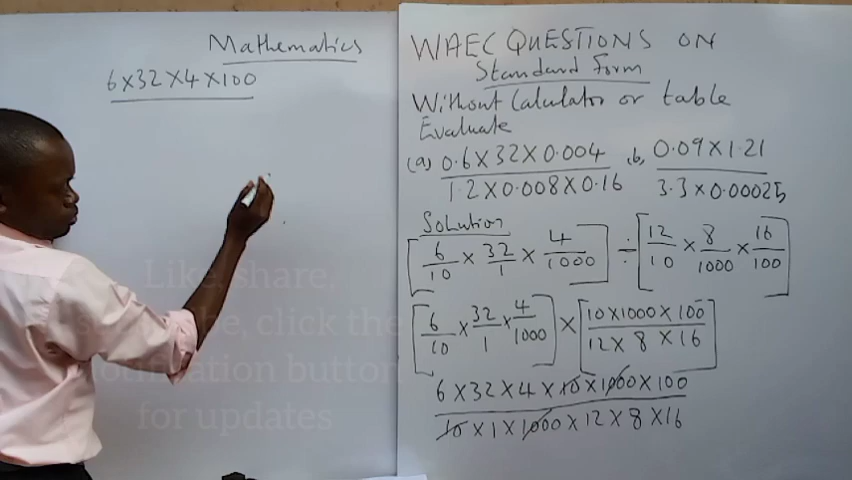 Mathematics
6×32×4×100
WAEC QUESTIONS ON
Standard Form
Without Calculator or table
Evaluate
(a) 0.6×32×0.004 (b) 0.09×1.21
1.2×0.008×0.16 3.3×0.00025
Solution
[6/10 × 32/1 × 4/1000] ÷ [12/10 × 8/1000 × 16/100]
[6/10 × 32/1 × 4/1000] × [10×1000×100 / 12×8×16]
6×32×4×10×1000×100
10×1×1000×12×8×16
Like, share,
subscribe, click the
notification button
for updates